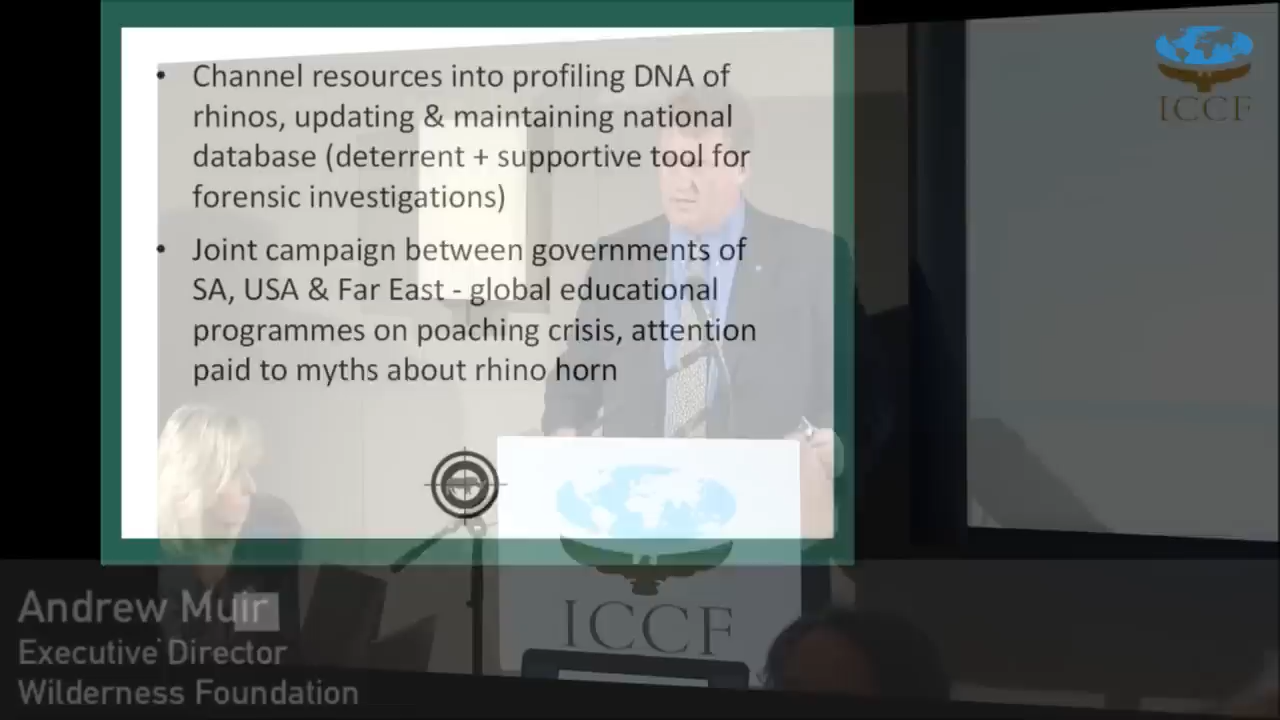 • Channel resources into profiling DNA of
rhinos, updating & maintaining national
database (deterrent + supportive tool for
forensic investigations)
• Joint campaign between governments of
SA, USA & Far East - global educational
programmes on poaching crisis, attention
paid to myths about rhino horn
ICCF
ICCF
Andrew Muir
Executive Director
Wilderness Foundation